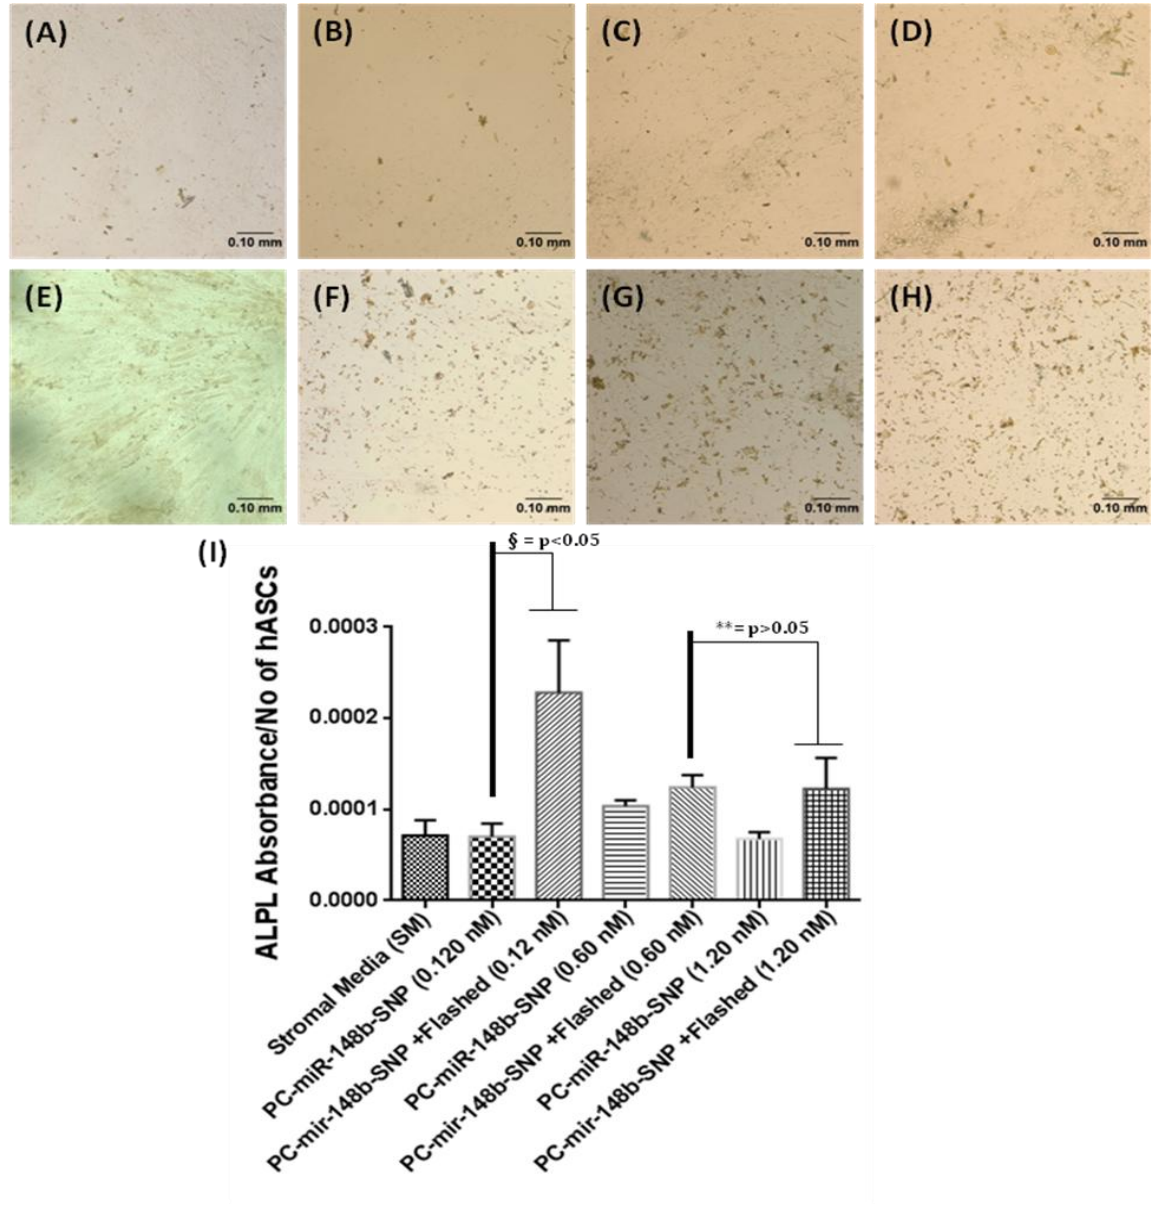 (A)
(B)
(C)
(D)
0.10 mm
0.10 mm
0.10 mm
0.10 mm
(E)
(F)
(G)
(H)
0.10 mm
0.10 mm
0.10 mm
0.10 mm
(I)
§ = p<0.05
**= p>0.05
ALPL Absorbance/No of hASCs
0.0003
0.0002
0.0001
0.0000
Stromal Media (SM)
PC-miR-148b-SNP (0.120 nM)
PC-mir-148b-SNP +Flashed (0.12 nM)
PC-miR-148b-SNP (0.60 nM)
PC-mir-148b-SNP +Flashed (0.60 nM)
PC-miR-148b-SNP (1.20 nM)
PC-mir-148b-SNP +Flashed (1.20 nM)